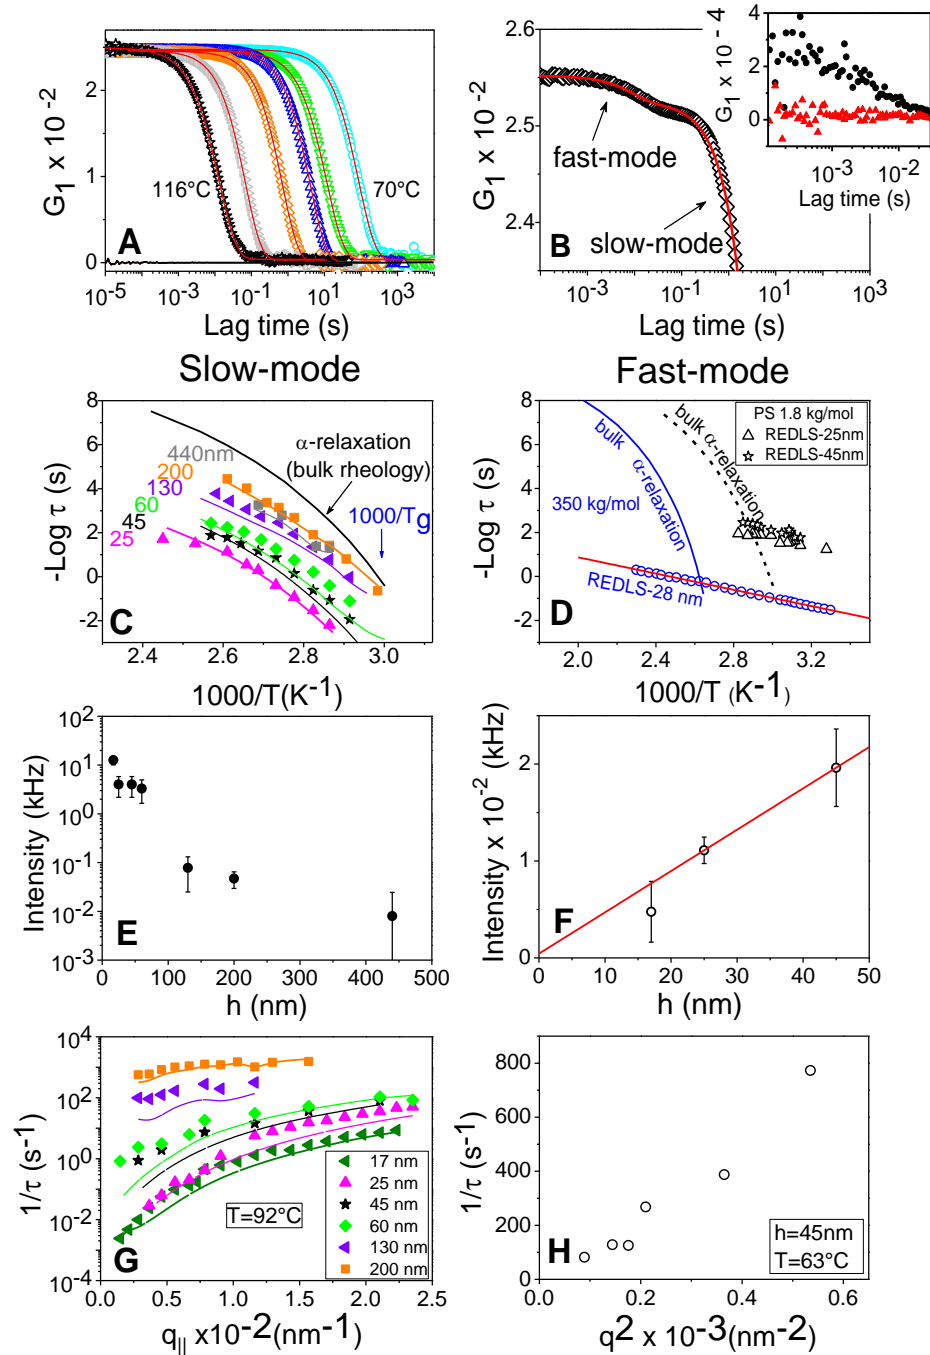 G1 x 10-2
2
1
0
116°C
70°C
A
10-5 10-3 10-1 101 103
Lag time (s)
G1 x 10-2
2.6
2.5
2.4
fast-mode
slow-mode
B
10-3 10-1 101 103
Lag time (s)
G1 x 10-4
4
3
2
1
0
10-3 10-2
Lag time (s)
Slow-mode
Fast-mode
-Log τ (s)
8
6
4
2
0
-2
440nm
200
130
60
45
25
α-relaxation
(bulk rheology)
1000/Tg
C
2.4 2.6 2.8 3.0
1000/T(K-1)
-Log τ (s)
8
6
4
2
0
-2
PS 1.8 kg/mol
REDLS-25nm
REDLS-45nm
bulk α-relaxation
bulk α-relaxation
350 kg/mol
REDLS-28 nm
D
2.0 2.4 2.8 3.2
1000/T (K-1)
Intensity (kHz)
102
101
100
10-1
10-2
10-3
E
0 100 200 300 400 500
h (nm)
Intensity x 10-2 (kHz)
2
1
0
F
0 10 20 30 40 50
h (nm)
1/τ (s-1)
104
102
100
10-2
10-4
17 nm
25 nm
45 nm
60 nm
130 nm
200 nm
T=92°C
G
0.0 0.5 1.0 1.5 2.0 2.5
q|| x10-2(nm-1)
1/τ (s-1)
800
600
400
200
0
H
h=45nm
T=63°C
0.0 0.2 0.4 0.6
q2 x 10-3(nm-2)